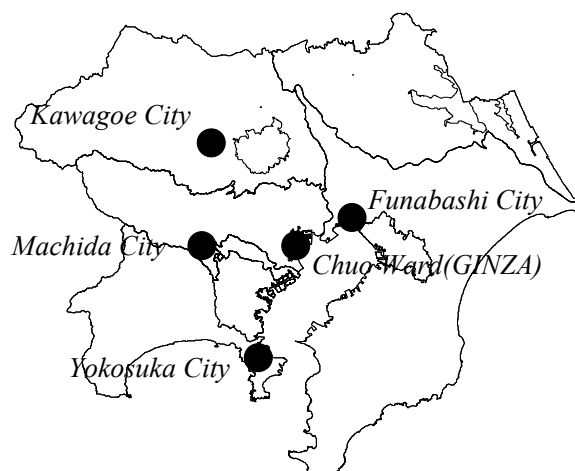 Kawagoe City
Funabashi City
Machida City
Chuo Ward(GINZA)
Yokosuka City